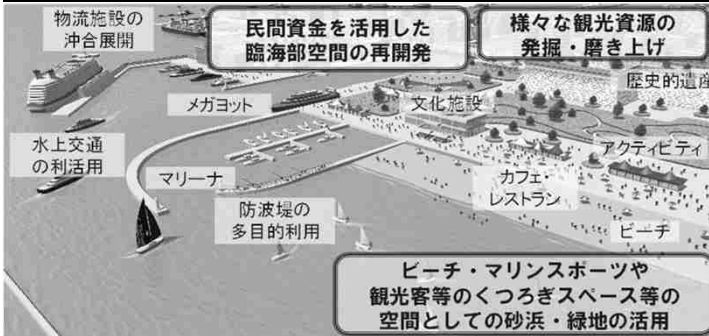 物流施設の
沖合展開
民間資金を活用した
臨海部空間の再開発
様々な観光資源の
発掘・磨き上げ
歴史的遺産
メガヨット
文化施設
水上交通
の利活用
アクティビティ
マリーナ
カフェ・
レストラン
防波堤の
多目的利用
ビーチ
ビーチ・マリンスポーツや
観光客等のくつろぎスペース等の
空間としての砂浜・緑地の活用